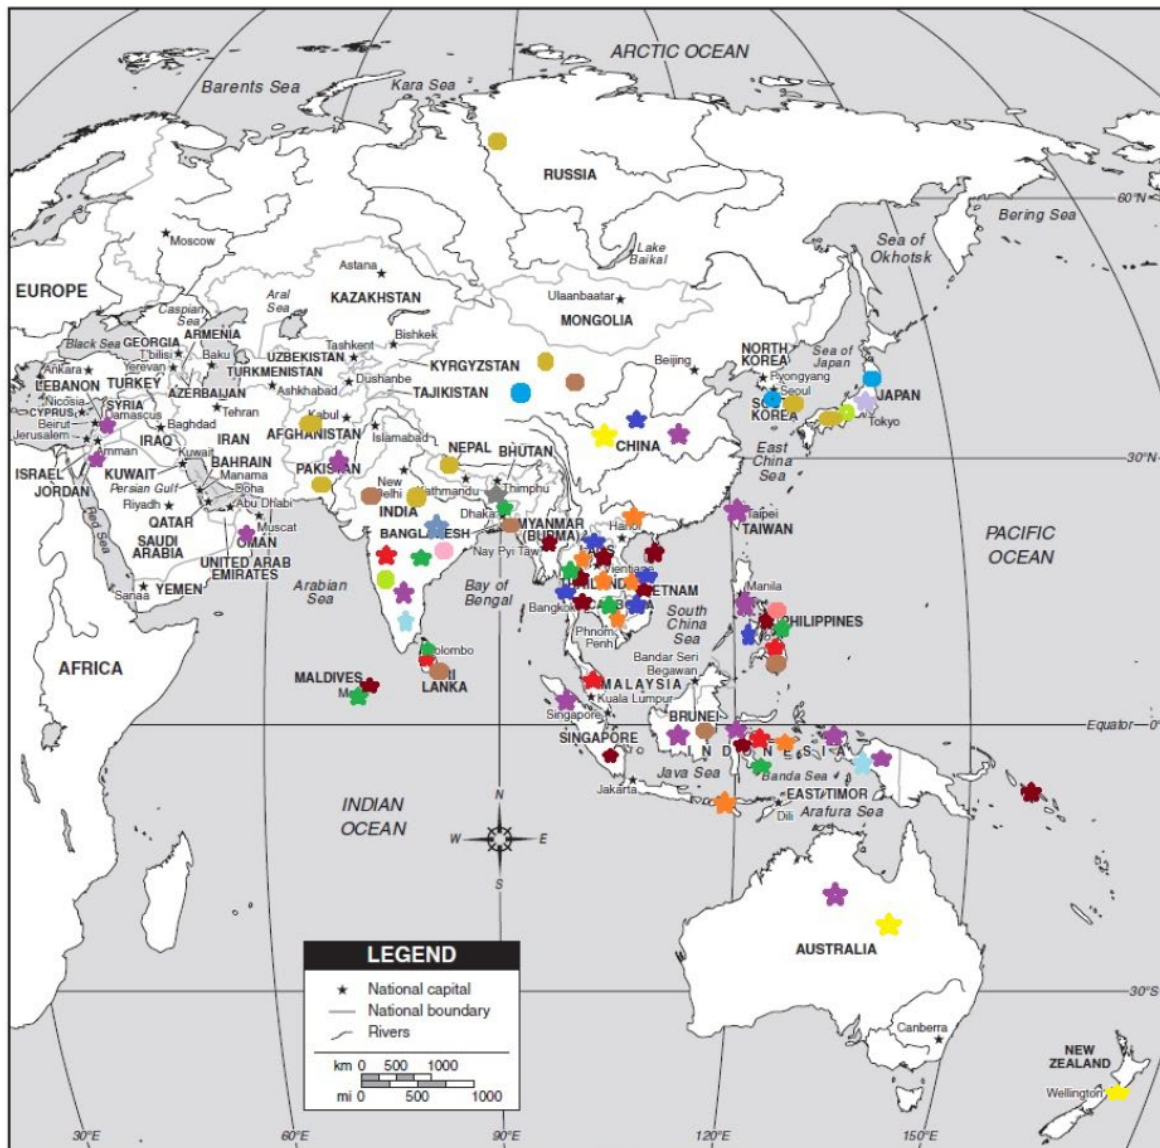 ARCTIC OCEAN
Barents Sea
Kara Sea
RUSSIA
60°N
Bering Sea
Sea of
Okhotsk
Moscow
Lake
Baikal
Astana
EUROPE
KAZAKHSTAN
Ulaanbaatar
MONGOLIA
Aral
Sea
Caspian
Sea
ARMENIA
Black Sea
GEORGIA
T'bilisi
Baku
Bishkek
Tashkent
UZBEKISTAN
KYRGYZSTAN
Beijing
NORTH
KOREA
Sea of
Japan
Ankara
Yerevan
TURKMENISTAN
Dushanbe
Pyongyang
LEBANON
TURKEY
AZERBAIJAN
Ashkhabad
TAJIKISTAN
Seoul
JAPAN
Nicosia
SYRIA
Tehran
Kabul
KOREA
CYPRUS
Damascus
Tokyo
Beirut
Baghdad
AFGHANISTAN
Islamabad
CHINA
Jerusalem
IRAQ
IRAN
NEPAL
BHUTAN
East
China
Sea
Amman
Kuwait
BAHRAIN
PAKISTAN
30°N
ISRAEL
KUWAIT
Manama
New
Delhi
Thimphu
JORDAN
Persian Gulf
Doha
Riyadh
Abu Dhabi
INDIA
Dhaka
Taipei
QATAR
Muscat
BANGLADESH
MYANMAR
(BURMA)
Hanoi
TAIWAN
PACIFIC
OCEAN
Red Sea
SAUDI
ARABIA
OMAN
Nay Pyi Taw
UNITED ARAB
EMIRATES
Vientiane
YEMEN
Arabian
Sea
Bay of
Bengal
Manila
Sanaa
Bangkok
South
China
Sea
PHILIPPINES
Phnom
Penh
AFRICA
Bandar Seri
Begawan
MALDIVES
LANKA
MALAYSIA
Kuala Lumpur
Singapore
BRUNEI
Equator
0°
SINGAPORE
INDONESIA
Java Sea
Banda Sea
Jakarta
EAST TIMOR
INDIAN
OCEAN
N
Dili
Arafura Sea
W
E
S
AUSTRALIA
LEGEND
National capital
National boundary
Rivers
km 0 500 1000
mi 0 500 1000
30°S
Canberra
NEW
ZEALAND
Wellington
30°E
60°E
90°E
120°E
150°E